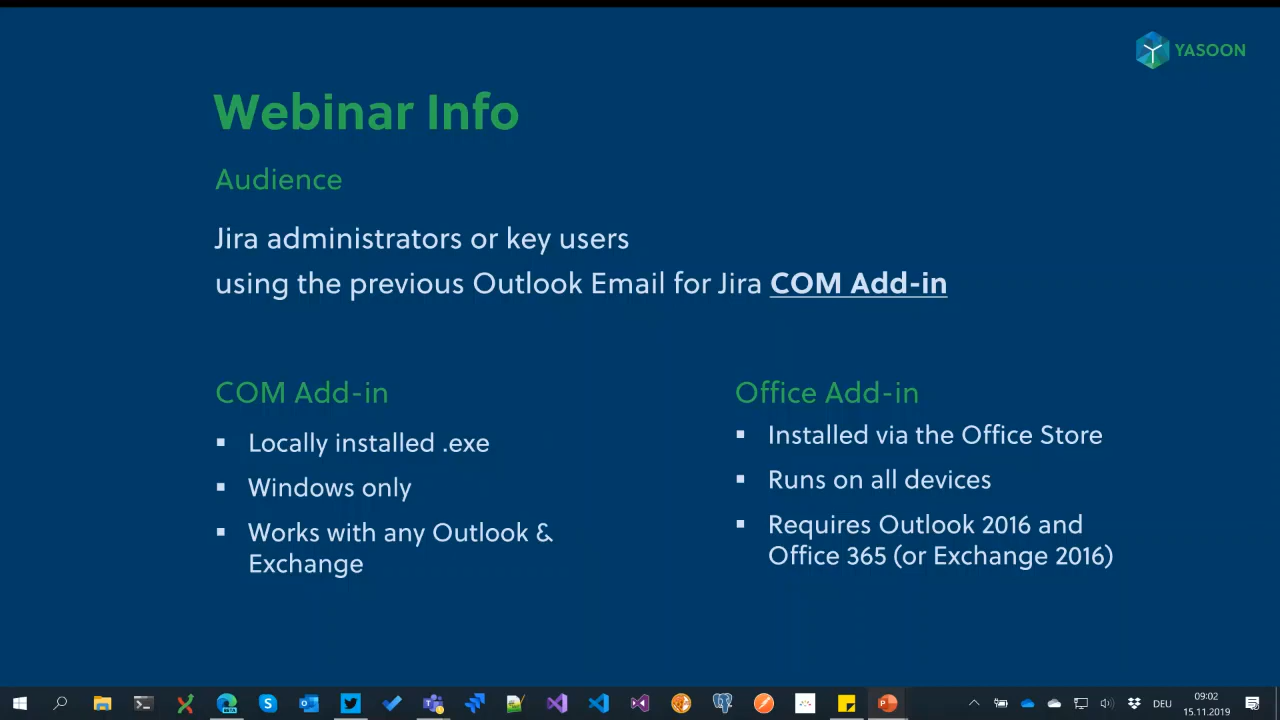 YASOON
Webinar Info
Audience
Jira administrators or key users
using the previous Outlook Email for Jira COM Add-in
COM Add-in
▪ Locally installed .exe
▪ Windows only
▪ Works with any Outlook &
Exchange
Office Add-in
▪ Installed via the Office Store
▪ Runs on all devices
▪ Requires Outlook 2016 and
Office 365 (or Exchange 2016)
BETA
DEU
09:02
15.11.2019